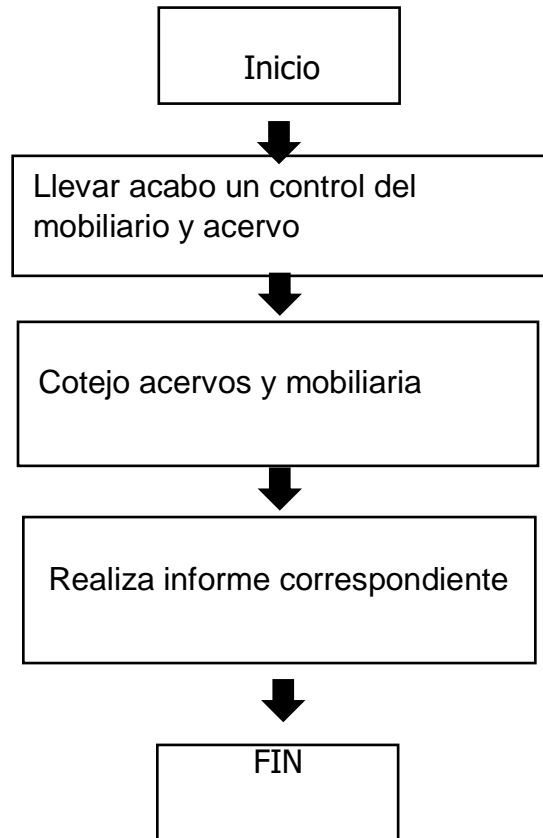 Inicio
Llevar acabo un control del
mobiliario y acervo
Cotejo acervos y mobiliaria
Realiza informe correspondiente
FIN